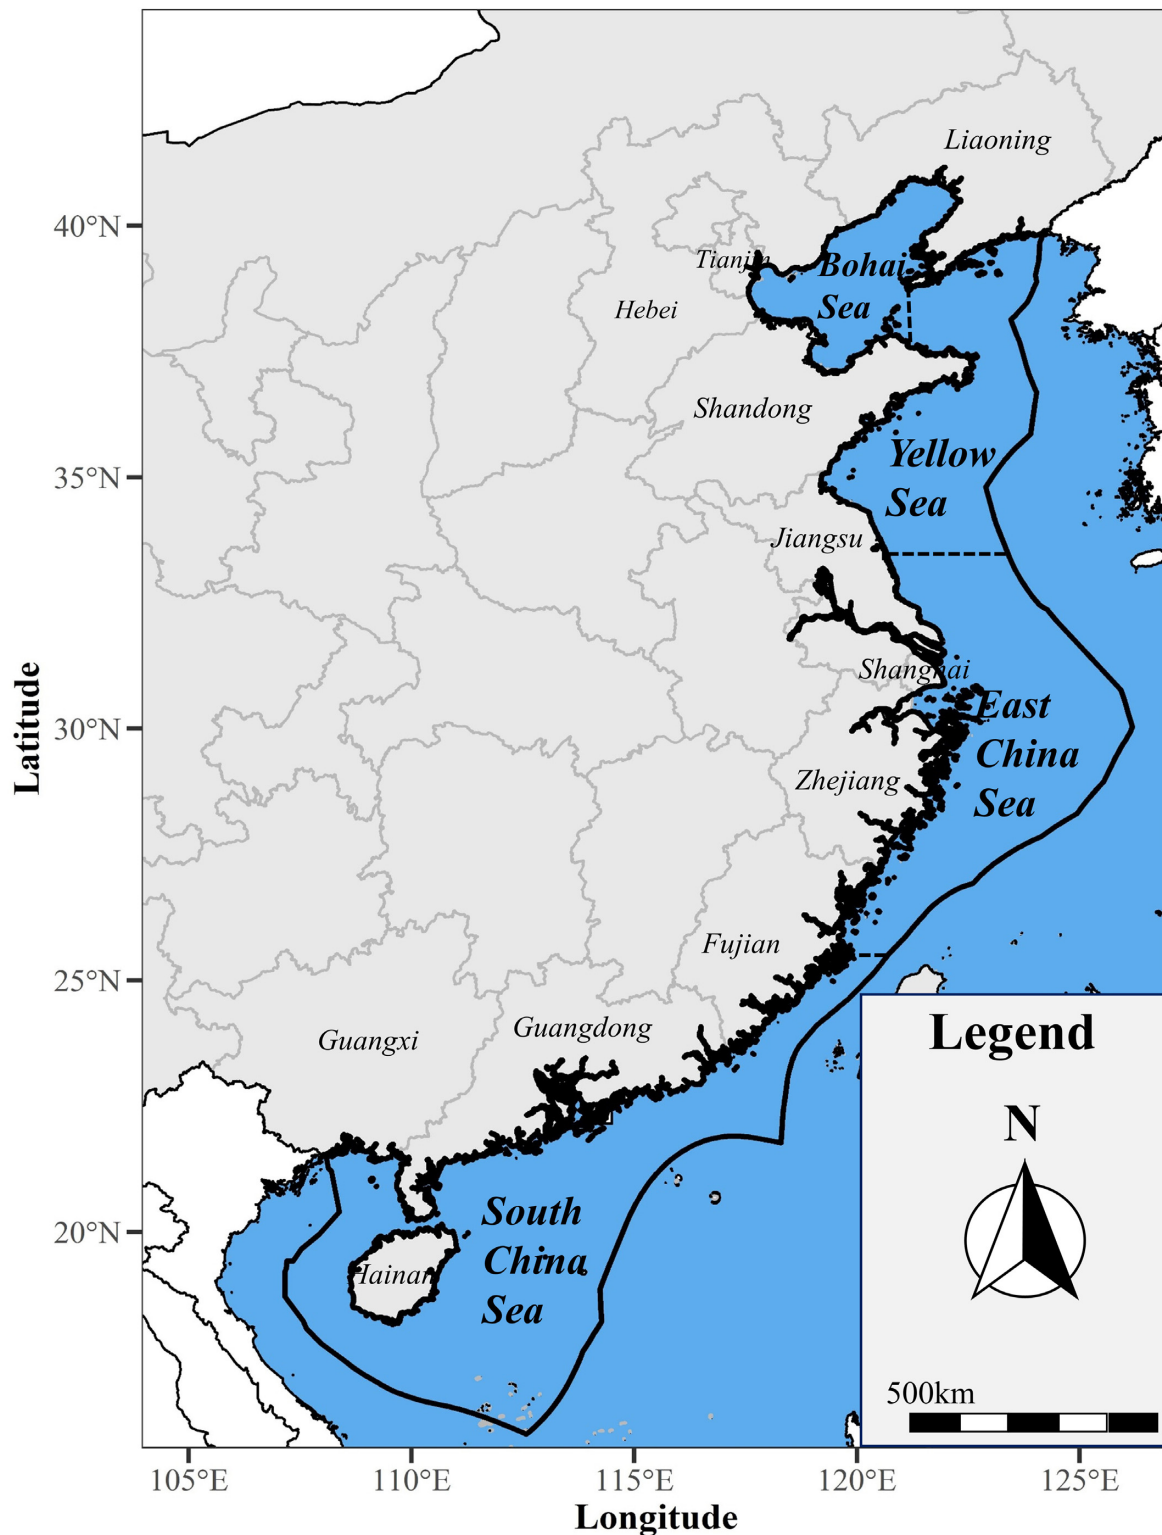 Liaoning
40°N
Tianjin
Bohai
Sea
Hebei
Shandong
Yellow
Sea
35°N
Jiangsu
Shanghai
East
China
Sea
30°N
Zhejiang
Latitude
Fujian
25°N
Guangxi
Guangdong
Legend
N
South
China
Sea
20°N
Hainan
500km
105°E
110°E
115°E
120°E
125°E
Longitude